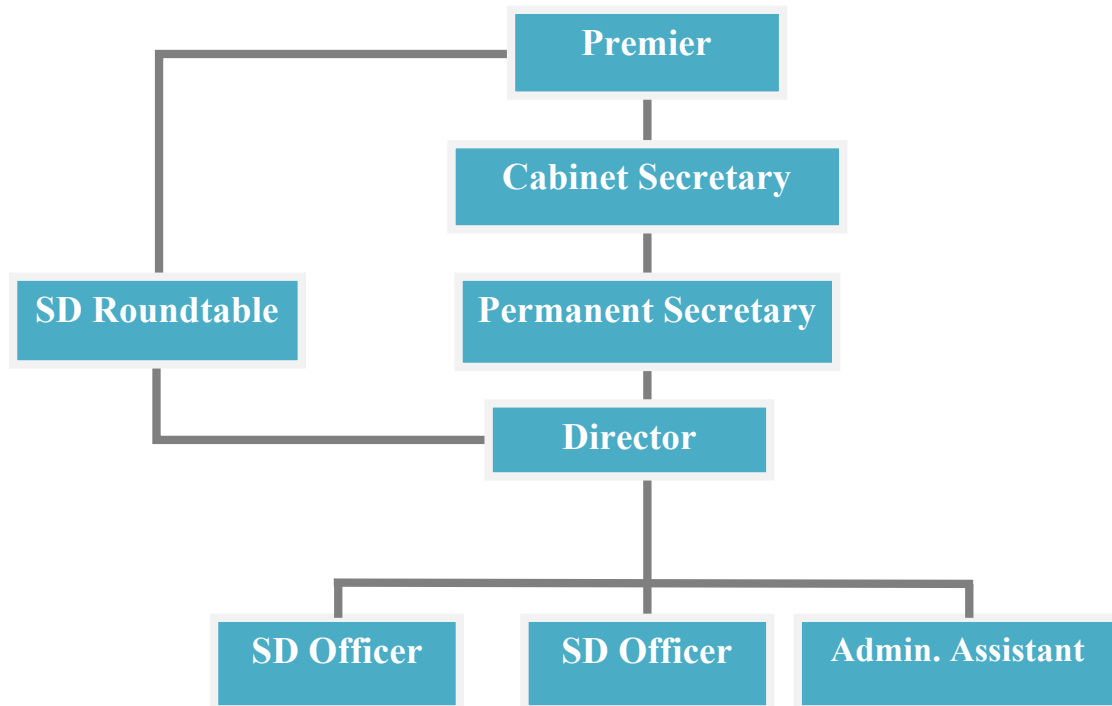 Premier
Cabinet Secretary
SD Roundtable
Permanent Secretary
Director
SD Officer
SD Officer
Admin. Assistant